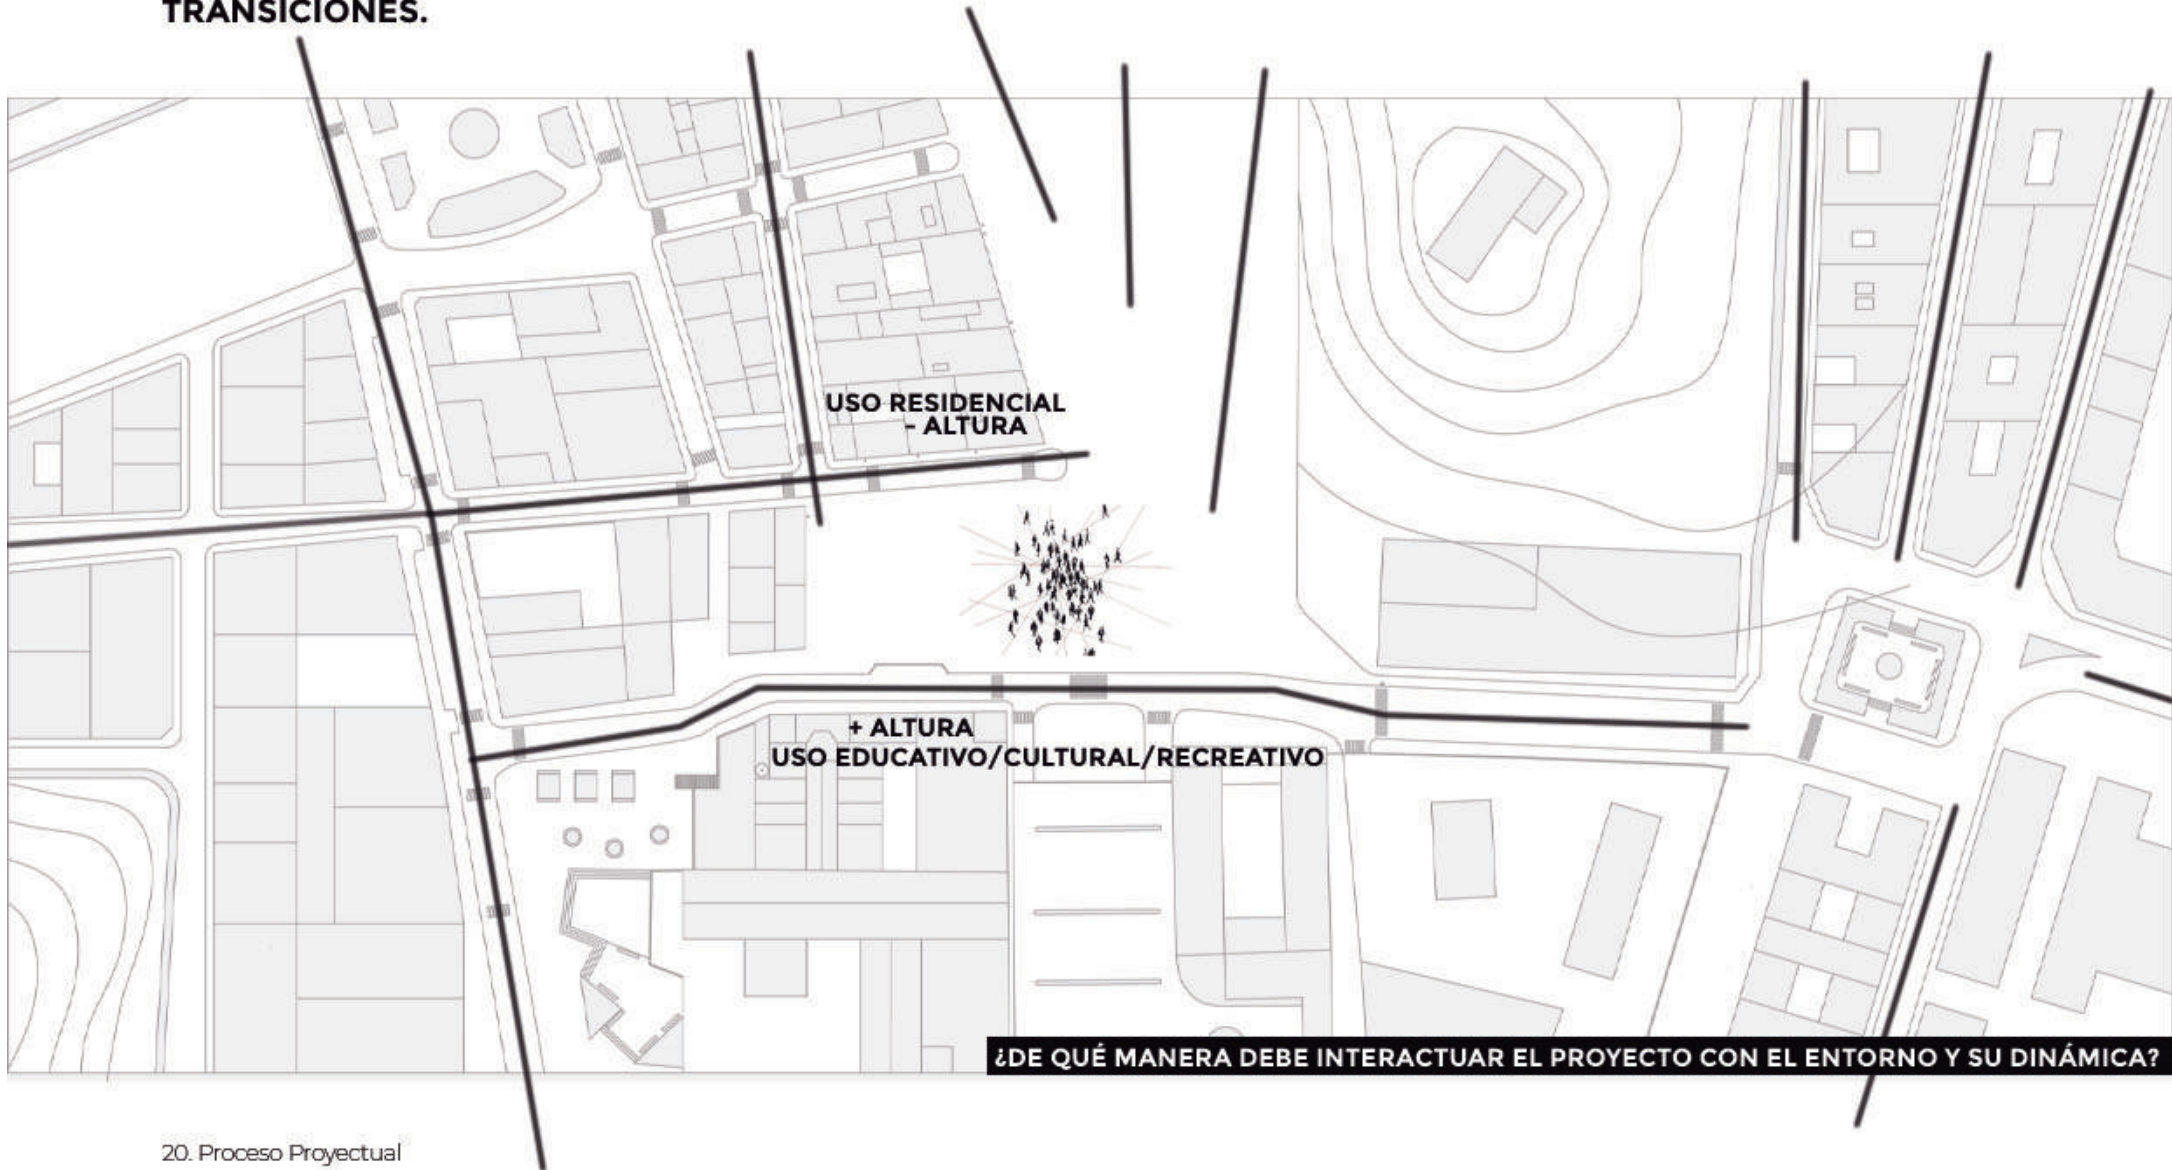 TRANSICIONES.
USO RESIDENCIAL
- ALTURA
+ ALTURA
USO EDUCATIVO/CULTURAL/RECREATIVO
¿DE QUÉ MANERA DEBE INTERACTUAR EL PROYECTO CON EL ENTORNO Y SU DINÁMICA?
20. Proceso Proyectual